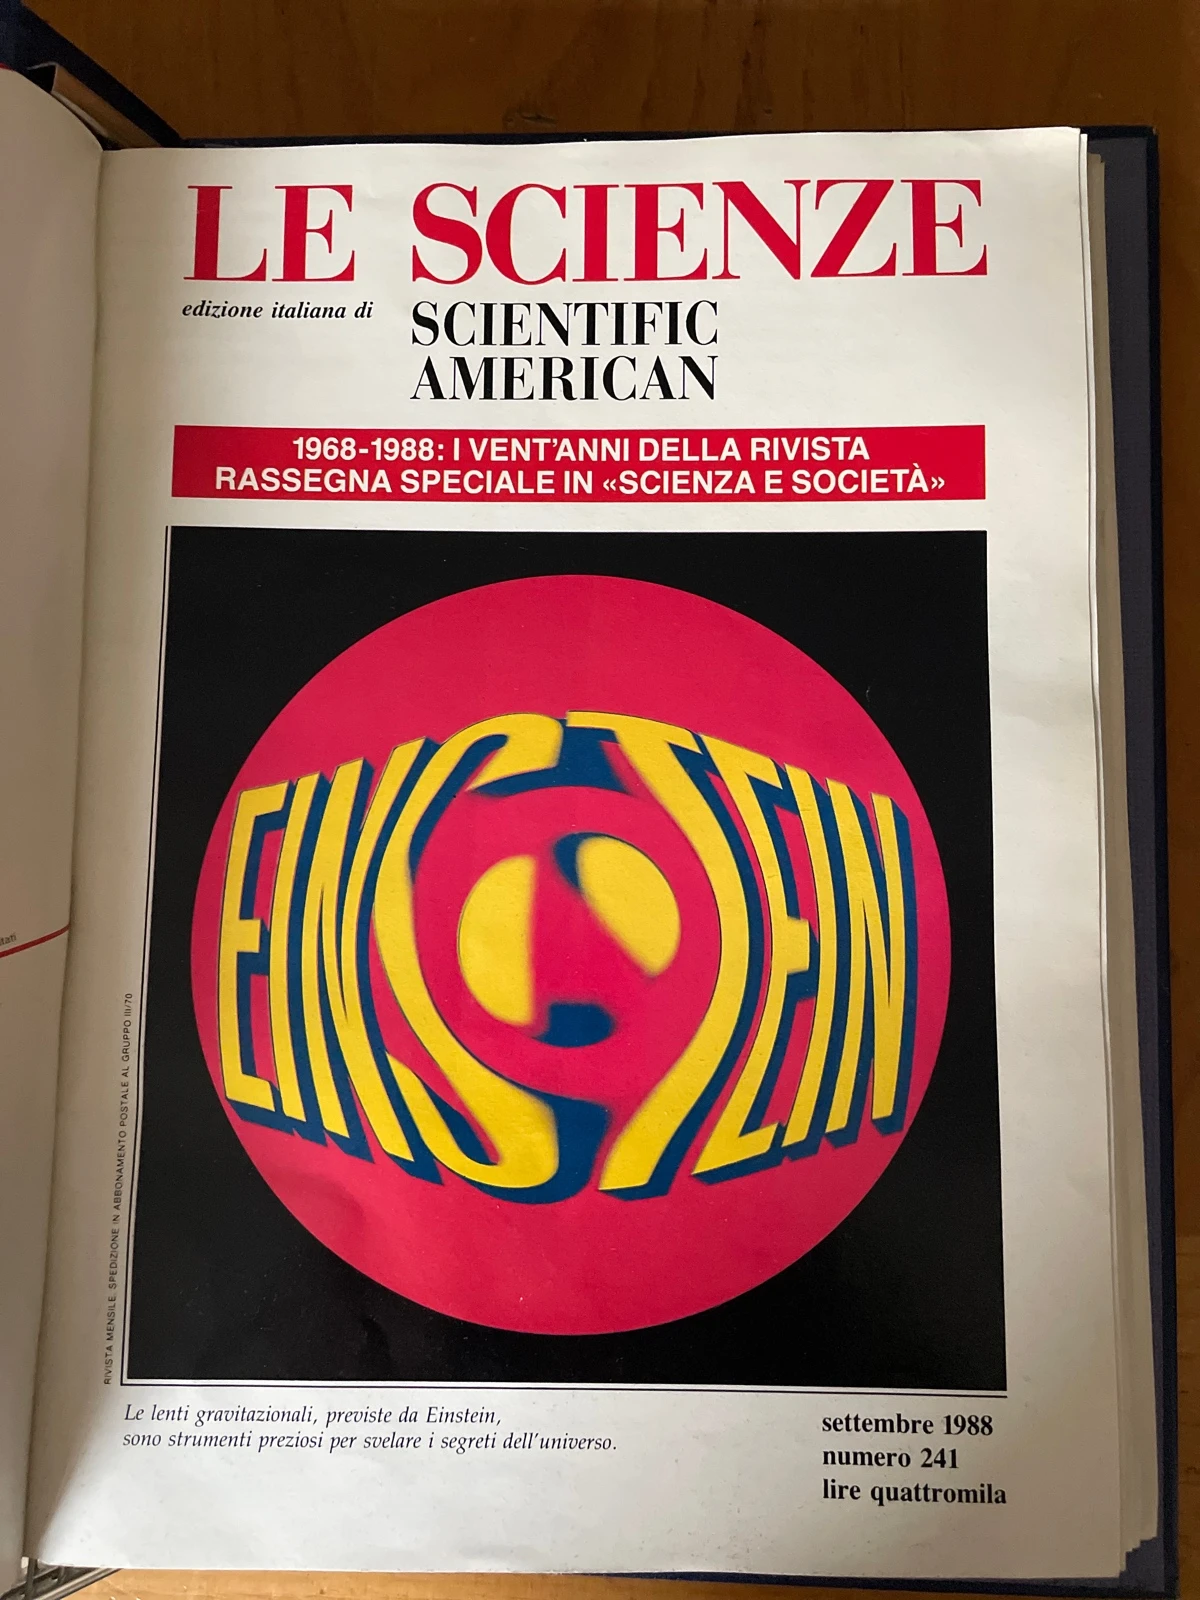 LE SCIENZE
edizione italiana di
SCIENTIFIC
AMERICAN
1968-1988: I VENT'ANNI DELLA RIVISTA
RASSEGNA SPECIALE IN «SCIENZA E SOCIETÀ»
EINSTEIN
RIVISTA MENSILE, SPEDIZIONE IN ABBONAMENTO POSTALE AL GRUPPO III/70
Le lenti gravitazionali, previste da Einstein,
sono strumenti preziosi per svelare i segreti dell'universo.
settembre 1988
numero 241
lire quattromila